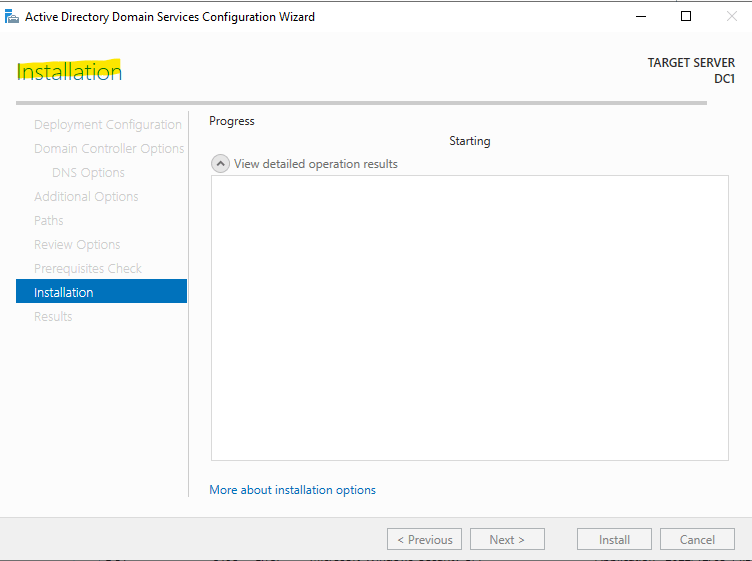 Active Directory Domain Services Configuration Wizard
Installation
TARGET SERVER
DC1
Deployment Configuration
Domain Controller Options
DNS Options
Additional Options
Paths
Review Options
Prerequisites Check
Installation
Results
Progress
Starting
View detailed operation results
More about installation options
< Previous
Next >
Install
Cancel